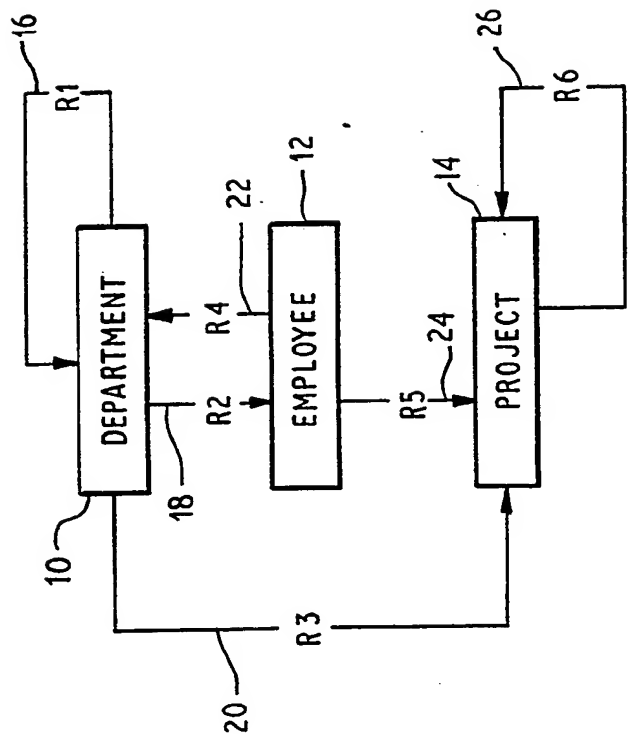 16
R1
26
R6
DEPARTMENT
10
R4
22
12
R2
18
EMPLOYEE
14
R5
24
PROJECT
R3
20